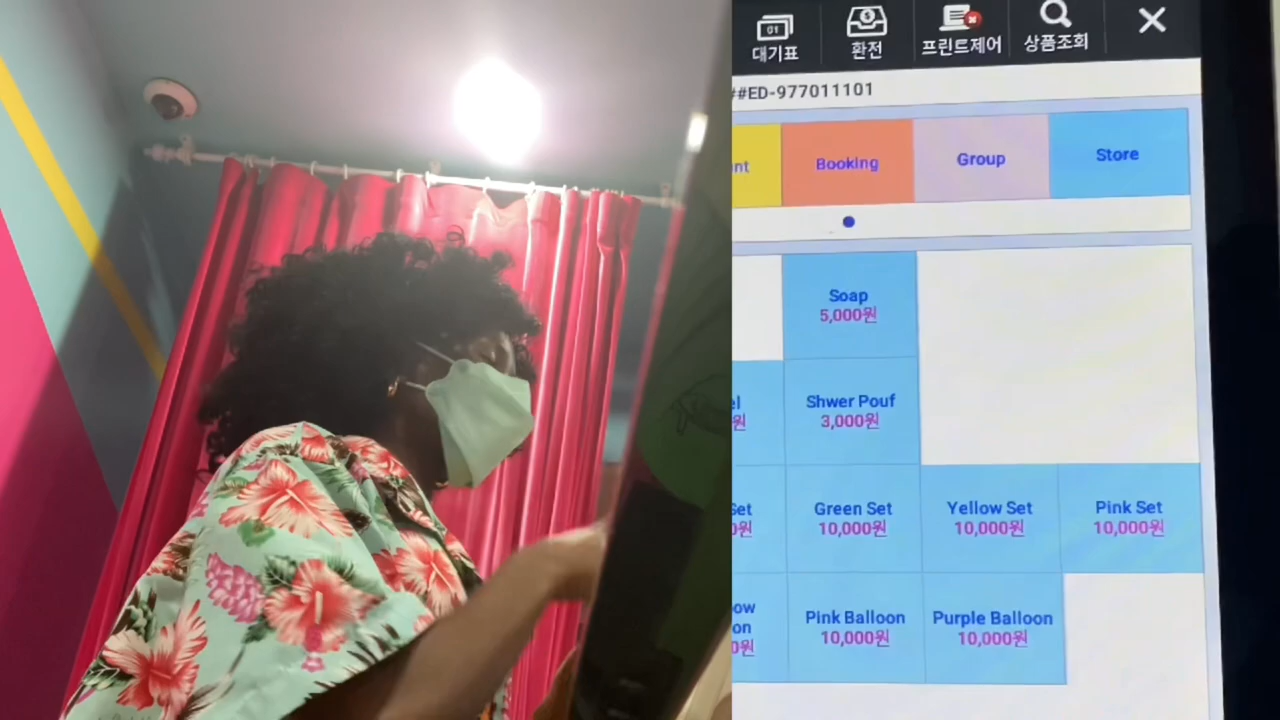 대기표
환전
프린트제어
상품조회
01
##ED-977011101
Booking
Group
Store
Soap
5,000원
Shwer Pouf
3,000원
Green Set
10,000원
Yellow Set
10,000원
Pink Set
10,000원
Pink Balloon
10,000원
Purple Balloon
10,000원